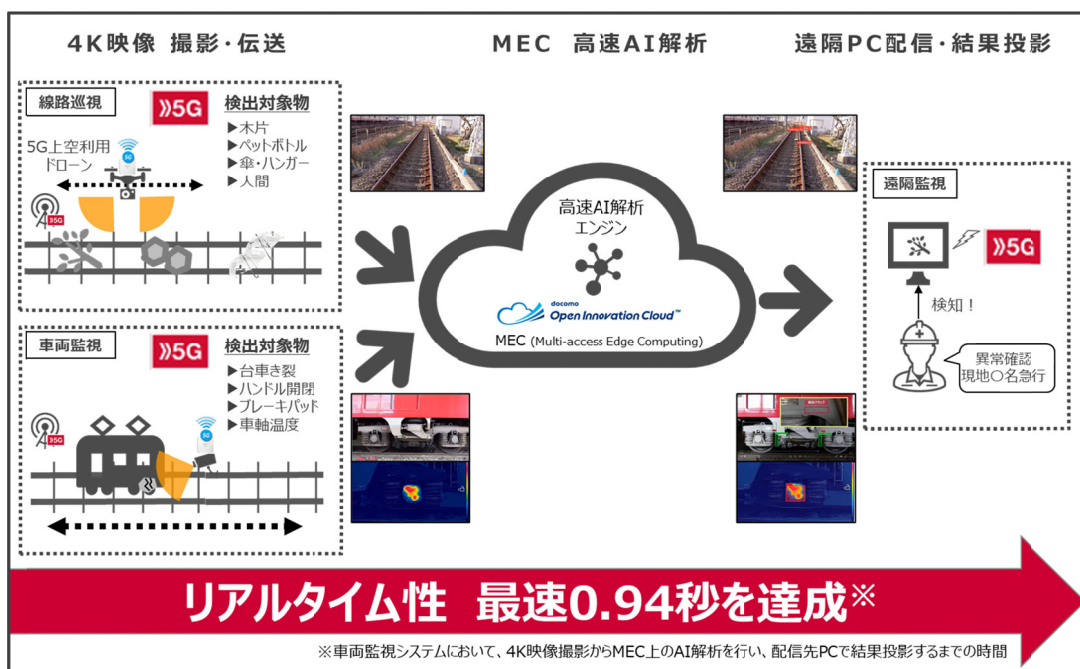 4K映像 撮影・伝送
MEC 高速AI解析
遠隔PC配信・結果投影
線路巡視
5G
検出対象物
▶木片
▶ペットボトル
▶傘・ハンガー
▶人間
5G上空利用
ドローン
5G
5G
車両監視
5G
検出対象物
▶台車き裂
▶ハンドル開閉
▶ブレーキパッド
▶車軸温度
5G
5G
高速AI解析
エンジン
docomo
Open Innovation Cloud™
MEC (Multi-access Edge Computing)
遠隔監視
5G
検知！
異常確認
現地〇名急行
リアルタイム性 最速0.94秒を達成※
※車両監視システムにおいて、4K映像撮影からMEC上のAI解析を行い、配信先PCで結果投影するまでの時間